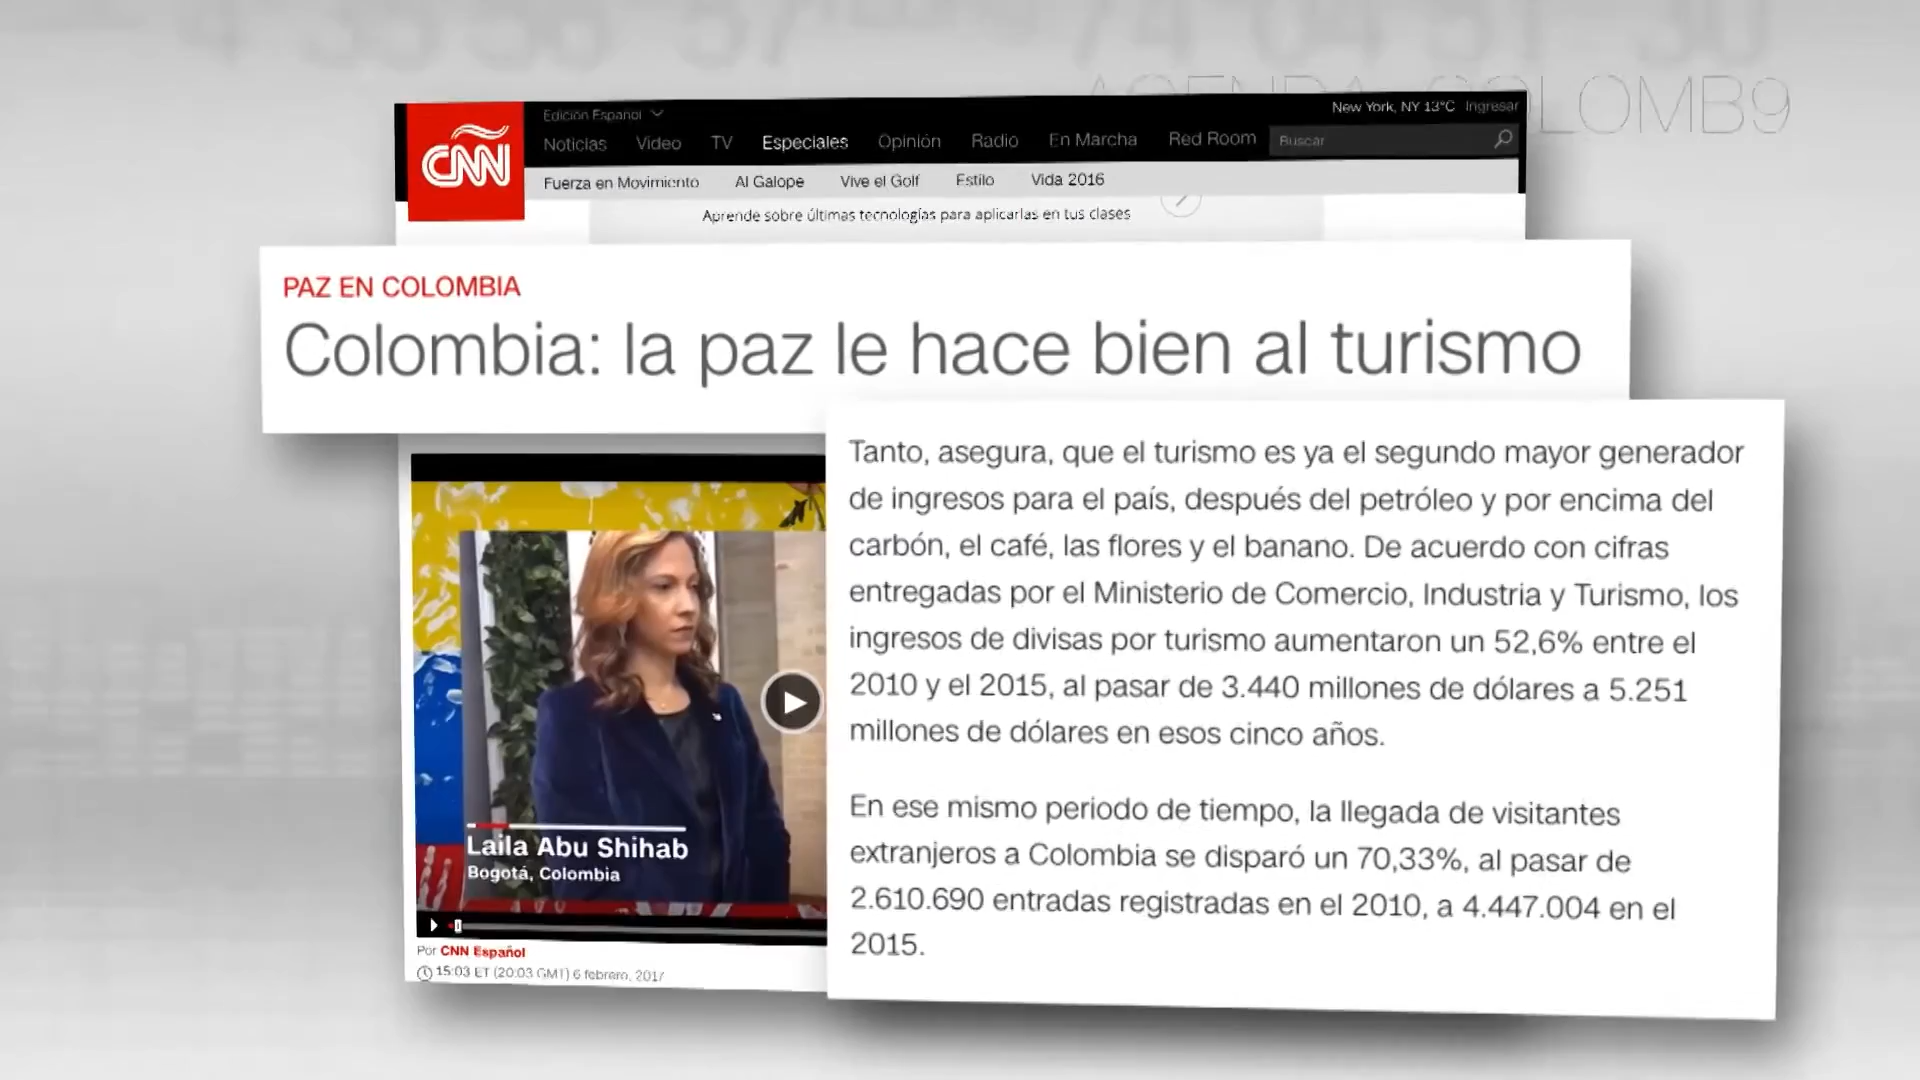 Edición Español
New York, NY 13°C Ingresar
CNN
Noticias Video TV Especiales Opinión Radio En Marcha Red Room Buscar
Fuerza en Movimiento Al Galope Vive el Golf Estilo Vida 2016
Aprende sobre últimas tecnologías para aplicarlas en tus clases
PAZ EN COLOMBIA
Colombia: la paz le hace bien al turismo
Tanto, asegura, que el turismo es ya el segundo mayor generador
de ingresos para el país, después del petróleo y por encima del
carbón, el café, las flores y el banano. De acuerdo con cifras
entregadas por el Ministerio de Comercio, Industria y Turismo, los
ingresos de divisas por turismo aumentaron un 52,6% entre el
2010 y el 2015, al pasar de 3.440 millones de dólares a 5.251
millones de dólares en esos cinco años.
En ese mismo periodo de tiempo, la llegada de visitantes
extranjeros a Colombia se disparó un 70,33%, al pasar de
2.610.690 entradas registradas en el 2010, a 4.447.004 en el
2015.
Laila Abu Shihab
Bogotá, Colombia
Por CNN Español
15:03 ET (20:03 GMT) 6 febrero, 2017